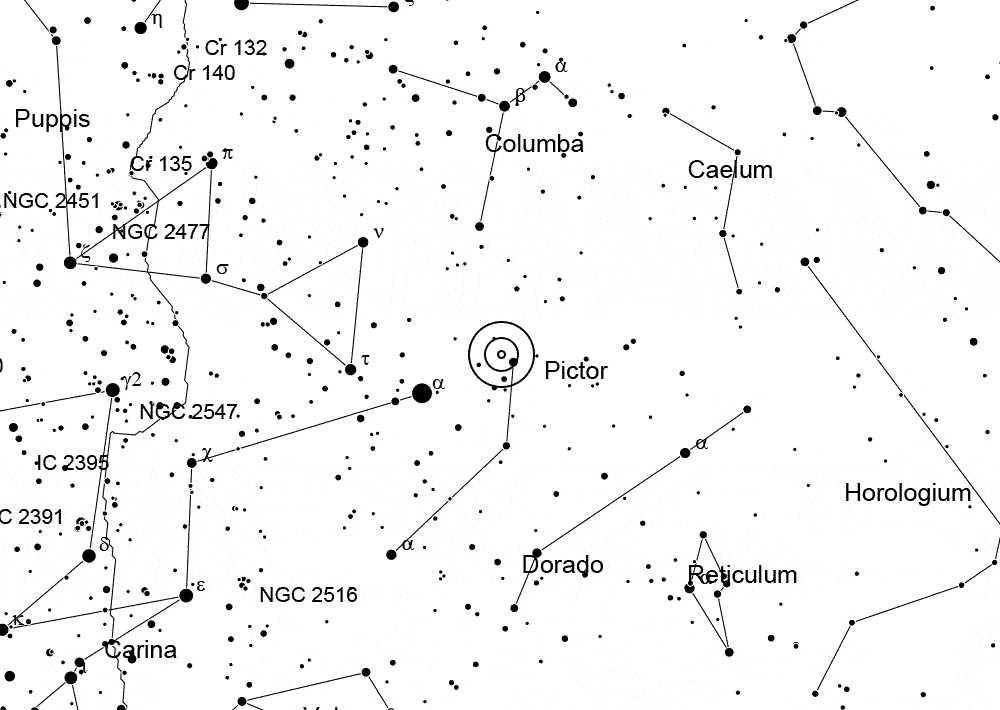 η
Cr 132
Cr 140
α
β
Puppis
Columba
π
Cr 135
Caelum
NGC 2451
NGC 2477
ν
ζ
σ
τ
Pictor
γ2
α
NGC 2547
χ
α
IC 2395
Horologium
C 2391
δ
α
Dorado
Reticulum
α
ε
NGC 2516
κ
Carina